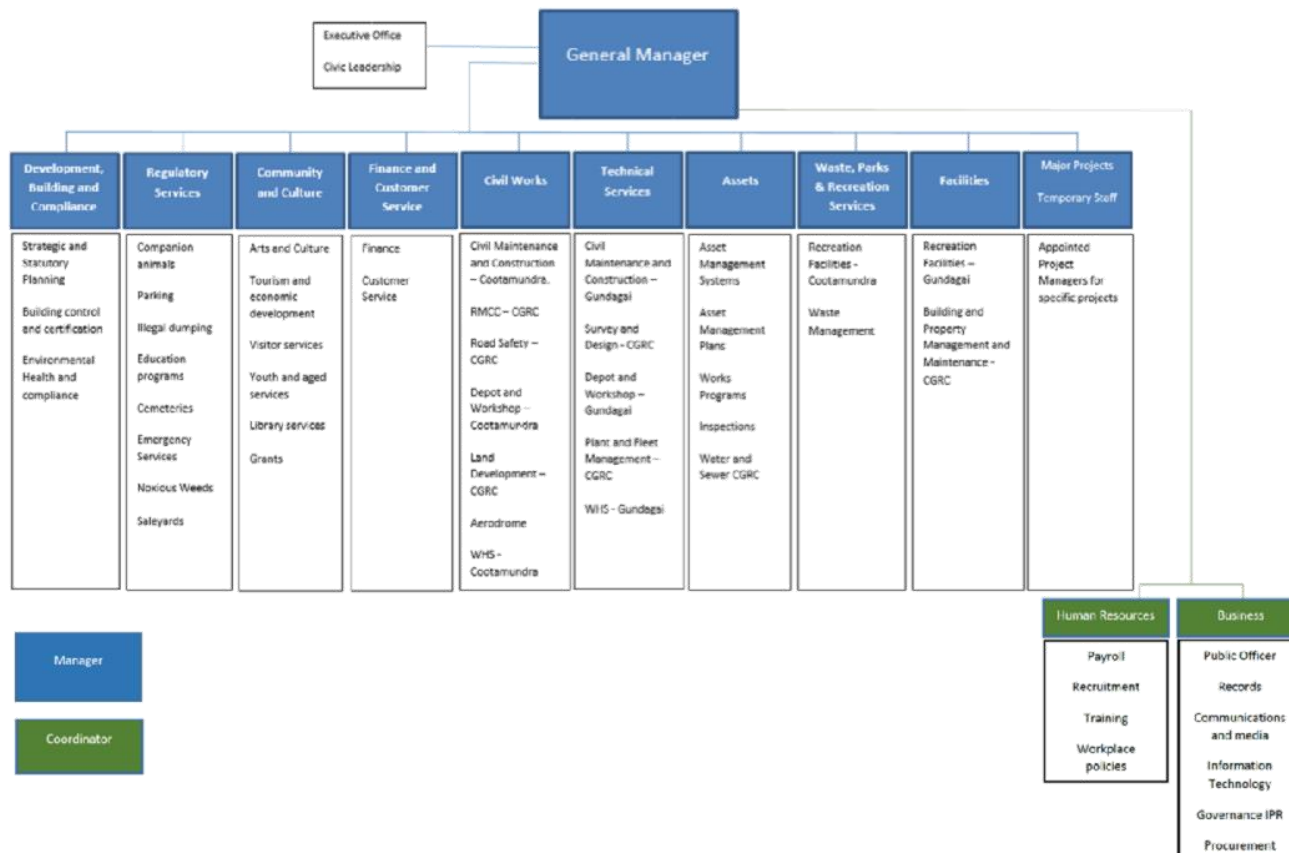 Executive Office
Civic Leadership
General Manager
Development,
Building and
Compliance
Regulatory
Services
Community
and Culture
Finance and
Customer
Service
Civil Works
Technical
Services
Assets
Waste, Parks
& Recreation
Services
Facilities
Major Projects
Temporary Staff
Strategic and
Statutory
Planning
Building control
and certification
Environmental
Health and
compliance
Companion
animals
Parking
Illegal dumping
Education
programs
Cemeteries
Emergency
Services
Noxious Weeds
Saleyards
Arts and Culture
Tourism and
economic
development
Visitor services
Youth and aged
services
Library services
Grants
Finance
Customer
Service
Civil Maintenance
and Construction
– Cootamundra.
RMCC – CGRC
Road Safety –
CGRC
Depot and
Workshop –
Cootamundra
Land
Development –
CGRC
Aerodrome
WHS -
Cootamundra
Civil
Maintenance and
Construction –
Gundagai
Survey and
Design - CGRC
Depot and
Workshop –
Gundagai
Plant and Fleet
Management –
CGRC
WHS - Gundagai
Asset
Management
Systems
Asset
Management
Plans
Works
Programs
Inspections
Water and
Sewer CGRC
Recreation
Facilities -
Cootamundra
Waste
Management
Recreation
Facilities –
Gundagai
Building and
Property
Management and
Maintenance -
CGRC
Appointed
Project
Managers for
specific projects
Manager
Coordinator
Human Resources
Payroll
Recruitment
Training
Workplace
policies
Business
Public Officer
Records
Communications
and media
Information
Technology
Governance IPR
Procurement